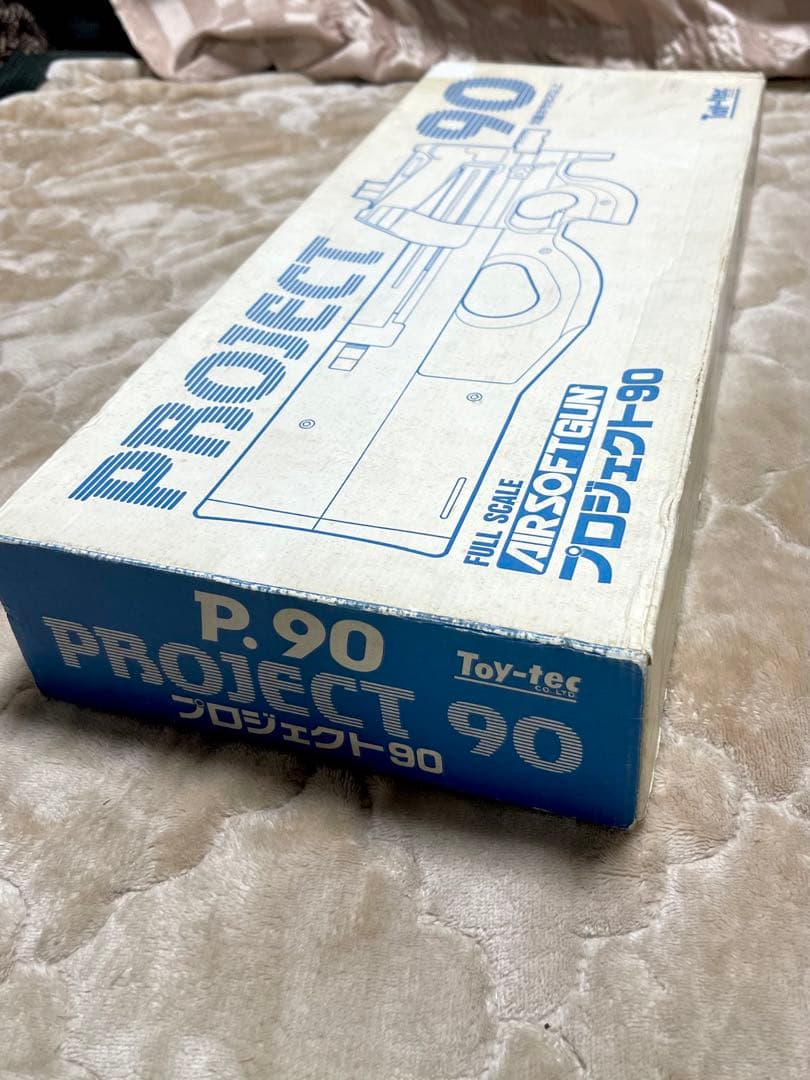 PROJECT 90
Toy-tec
FULL SCALE
AIRSOFTGUN
プロジェクト90
P.90
PROJECT 90
プロジェクト90
Toy-tec
CO.LTD.